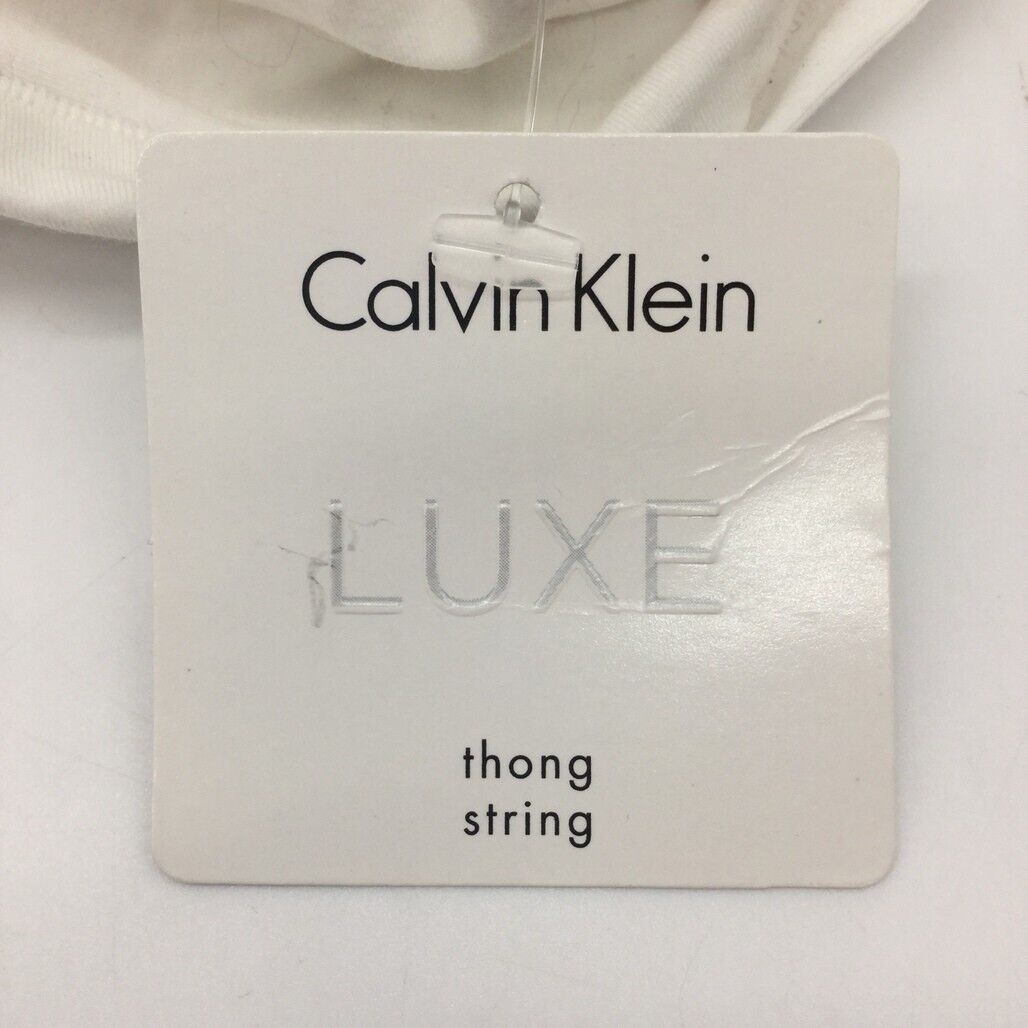 Calvin Klein
LUXE
thong
string